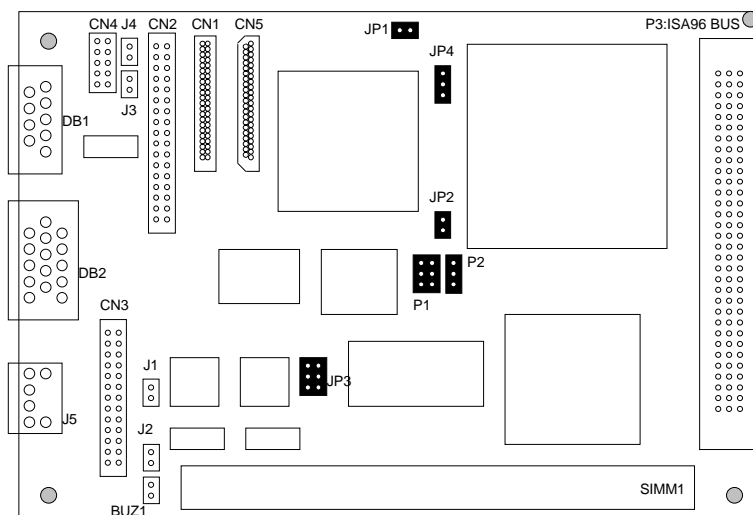 CN4 J4 CN2 CN1 CN5 JP1 P3:ISA96 BUS
JP4
J3
DB1
JP2
P2
DB2
P1
CN3
J1
JP3
J5
J2
SIMM1
BUZ1